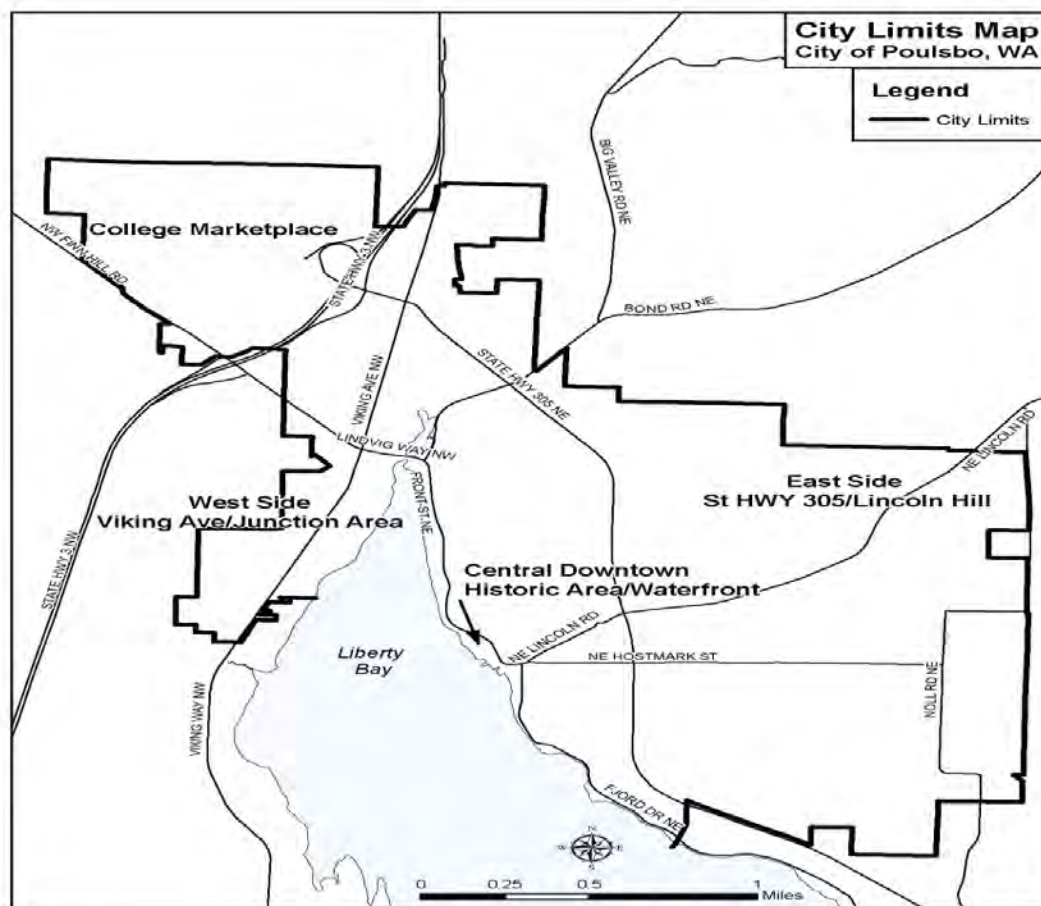 City Limits Map
City of Poulsbo, WA
Legend
City Limits
BIG VALLEY RD NE
College Marketplace
NW FINN HILL RD
STATE HWY 3 NW
BOND RD NE
STATE HWY 305 NE
VIKING AVE NW
LINDVIG WAY NW
NE LINCOLN RD
East Side
St HWY 305/Lincoln Hill
West Side
Viking Ave/Junction Area
FRONT ST NE
STATE HWY 3 NW
Central Downtown
Historic Area/Waterfront
NE LINCOLN RD
Liberty
Bay
NE HOSTMARK ST
NOLL RD NE
VIKING WAY NW
FJORD DR NE
N
W
E
S
0
0.25
0.5
1
Miles